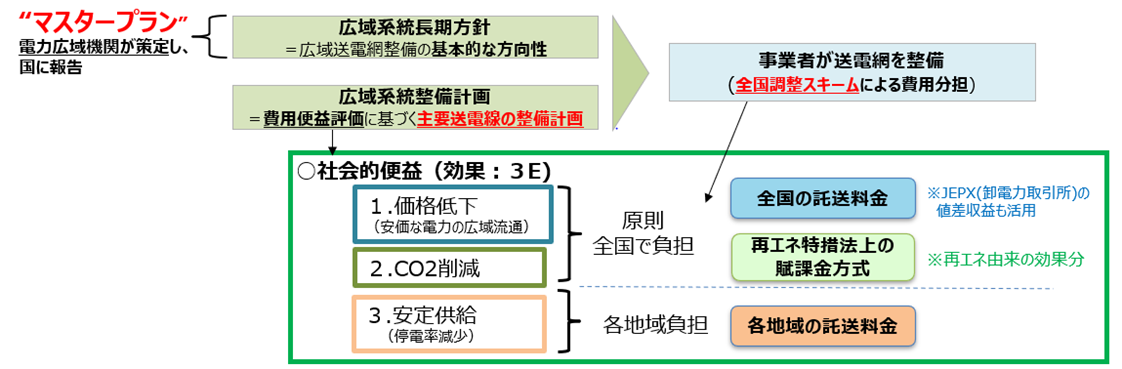 “マスタープラン”
電力広域機関が策定し、
国に報告
広域系統長期方針
＝広域送電網整備の基本的な方向性
広域系統整備計画
＝費用便益評価に基づく主要送電線の整備計画
事業者が送電網を整備
（全国調整スキームによる費用分担）
○社会的便益（効果：３E)
１.価格低下
（安価な電力の広域流通）
２.CO2削減
３.安定供給
（停電率減少）
原則
全国で負担
各地域負担
全国の託送料金
※JEPX(卸電力取引所)の
値差収益も活用
再エネ特措法上の
賦課金方式
※再エネ由来の効果分
各地域の託送料金